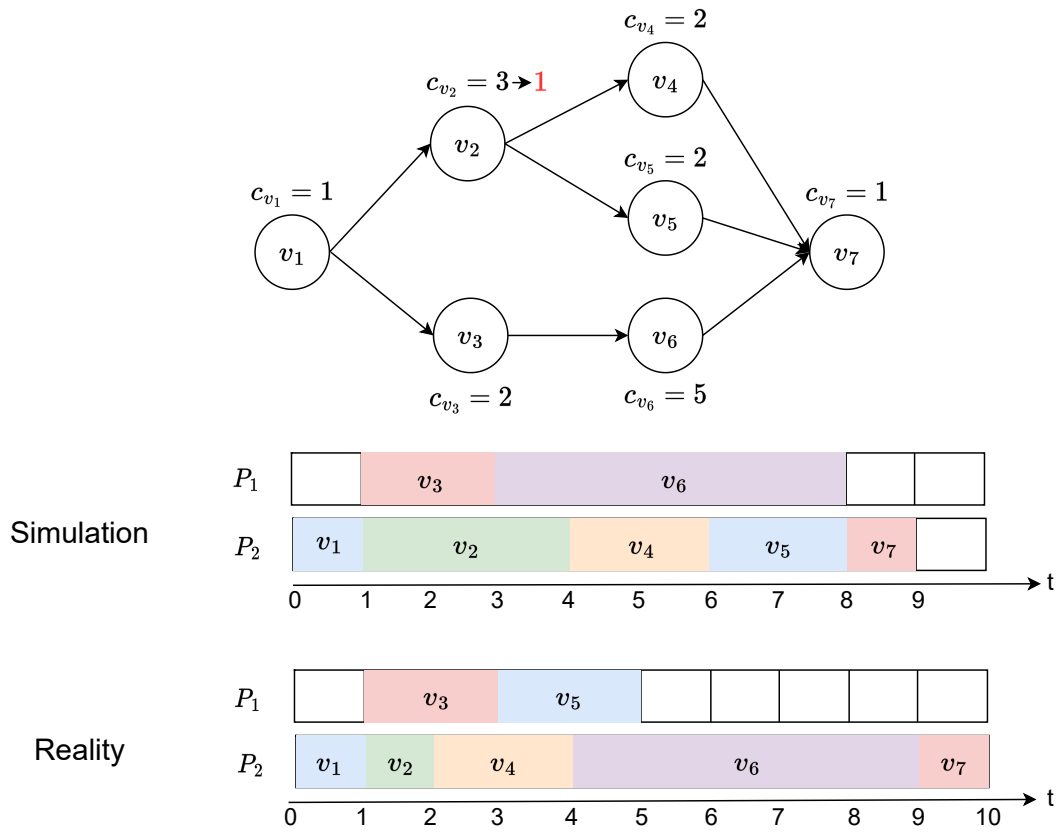 c_{v_4} = 2
c_{v_2} = 3→1
v_4
v_2
c_{v_5} = 2
c_{v_1} = 1
c_{v_7} = 1
v_5
v_1
v_7
v_3
v_6
c_{v_3} = 2
c_{v_6} = 5
Simulation
P_1 v_3 v_6
P_2 v_1 v_2 v_4 v_5 v_7
0 1 2 3 4 5 6 7 8 9 t
Reality
P_1 v_3 v_5
P_2 v_1 v_2 v_4 v_6 v_7
0 1 2 3 4 5 6 7 8 9 10 t